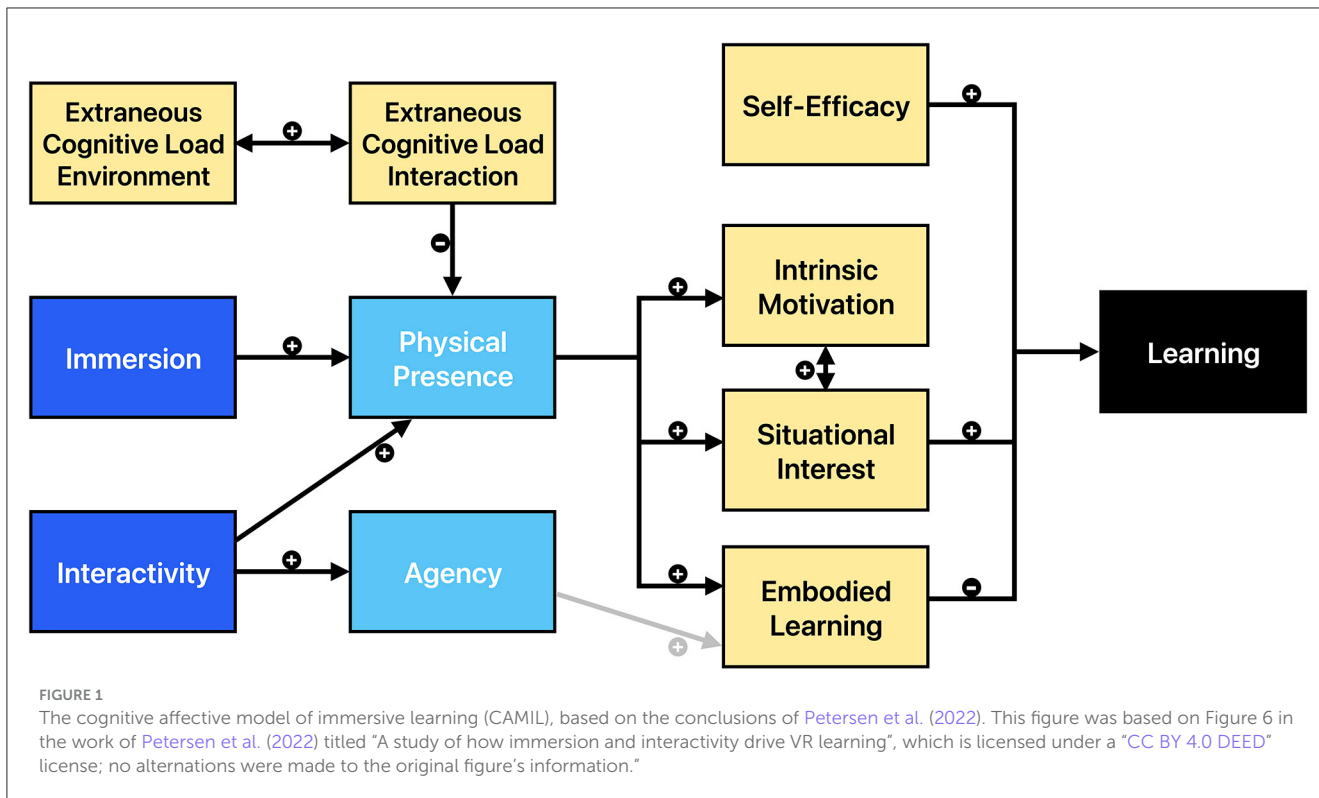 Extraneous
Cognitive Load
Environment
+
Extraneous
Cognitive Load
Interaction
Self-Efficacy
+
−
Immersion
+
Physical
Presence
+
Intrinsic
Motivation
+
+
Situational
Interest
+
Learning
+
Interactivity
+
Agency
+
+
Embodied
Learning
−
FIGURE 1
The cognitive affective model of immersive learning (CAMIL), based on the conclusions of Petersen et al. (2022). This figure was based on Figure 6 in
the work of Petersen et al. (2022) titled “A study of how immersion and interactivity drive VR learning”, which is licensed under a “CC BY 4.0 DEED”
license; no alternations were made to the original figure’s information.”